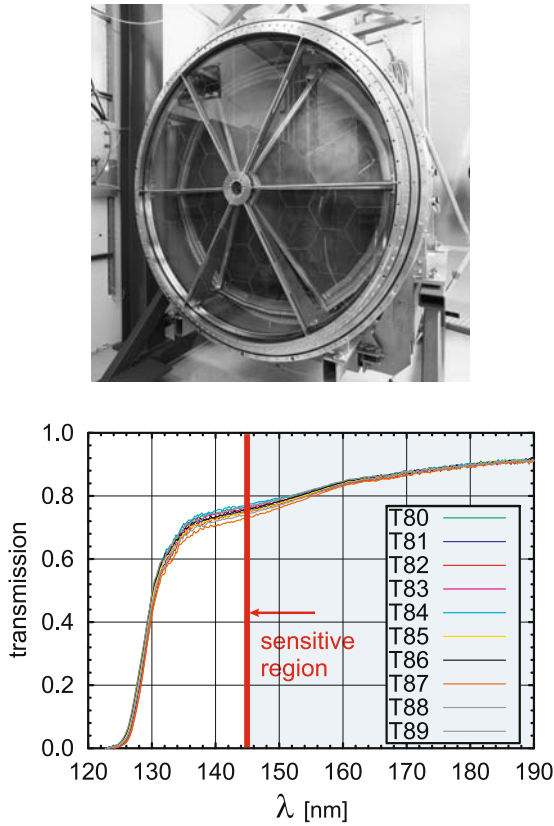 1.0
0.8
0.6
0.4
0.2
0.0
transmission
120 130 140 150 160 170 180 190
λ [nm]
sensitive
region
T80
T81
T82
T83
T84
T85
T86
T87
T88
T89